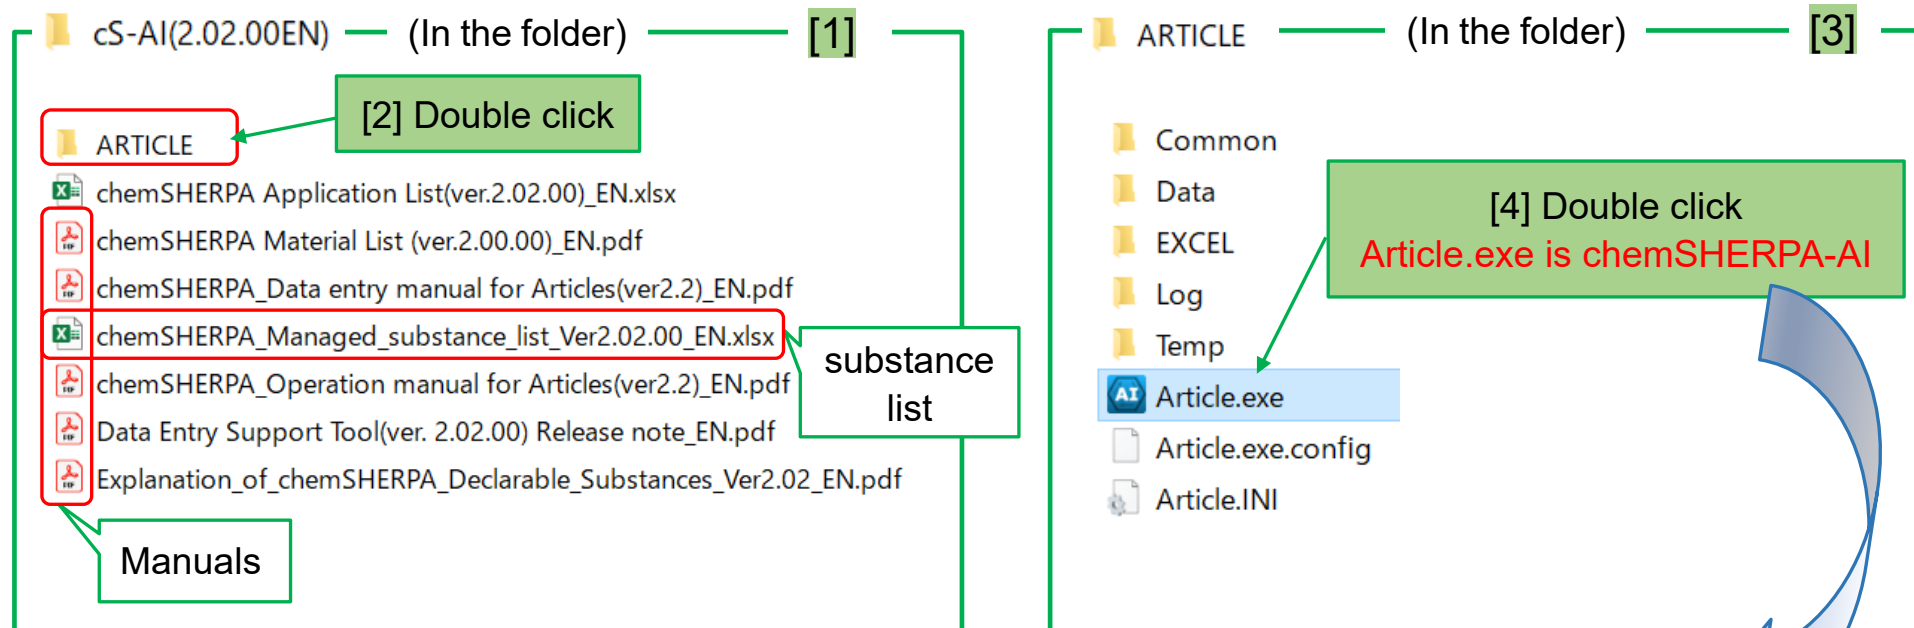 cS-AI(2.02.00EN) (In the folder) [1]
[2] Double click
ARTICLE
chemSHERPA Application List(ver.2.02.00)_EN.xlsx
chemSHERPA Material List (ver.2.00.00)_EN.pdf
chemSHERPA_Data entry manual for Articles(ver2.2)_EN.pdf
chemSHERPA_Managed_substance_list_Ver2.02.00_EN.xlsx
chemSHERPA_Operation manual for Articles(ver2.2)_EN.pdf
Data Entry Support Tool(ver. 2.02.00) Release note_EN.pdf
Explanation_of_chemSHERPA_Declarable_Substances_Ver2.02_EN.pdf
substance
list
Manuals
ARTICLE (In the folder) [3]
Common
Data
EXCEL
Log
Temp
AI Article.exe
Article.exe.config
Article.INI
[4] Double click
Article.exe is chemSHERPA-AI